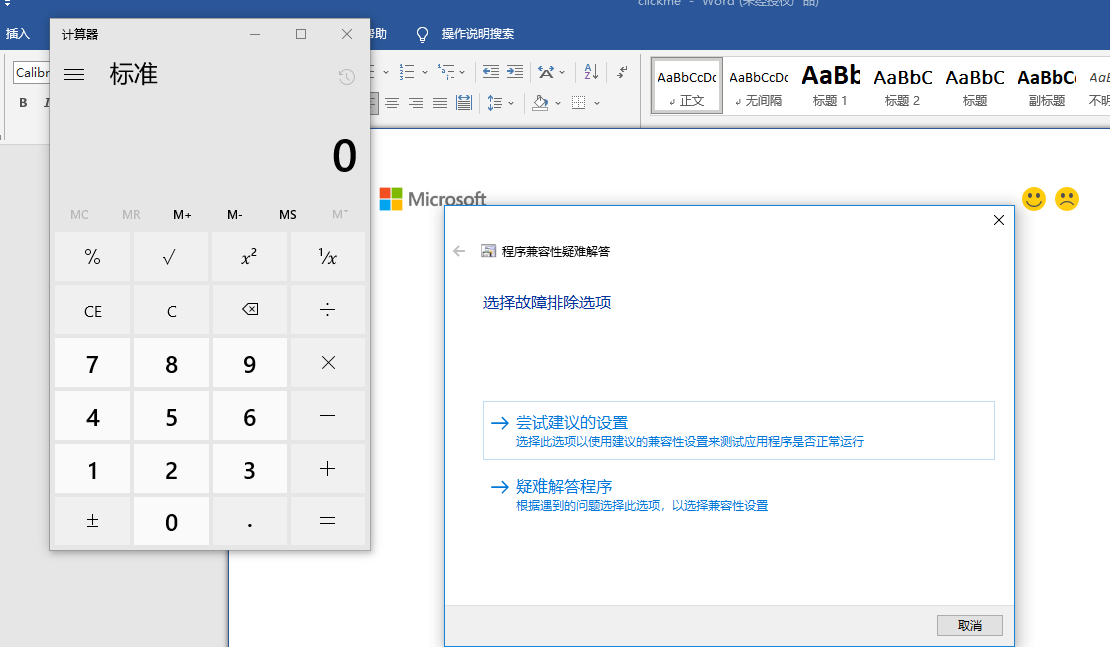 clickme - Word (未经授权产品)
插入
帮助
操作说明搜索
计算器
标准
0
MC MR M+ M- MS M˅
% √ x² ¹/x
CE C ⌫ ÷
7 8 9 ×
4 5 6 −
1 2 3 +
± 0 . =
Calibr
B I
AaBbCcDc AaBbCcDc AaBb AaBbC AaBbC AaBbC
正文 无间隔 标题 1 标题 2 标题 副标题 不明
Microsoft
程序兼容性疑难解答
选择故障排除选项
尝试建议的设置
选择此选项以使用建议的兼容性设置来测试应用程序是否正常运行
疑难解答程序
根据遇到的问题选择此选项，以选择兼容性设置
取消